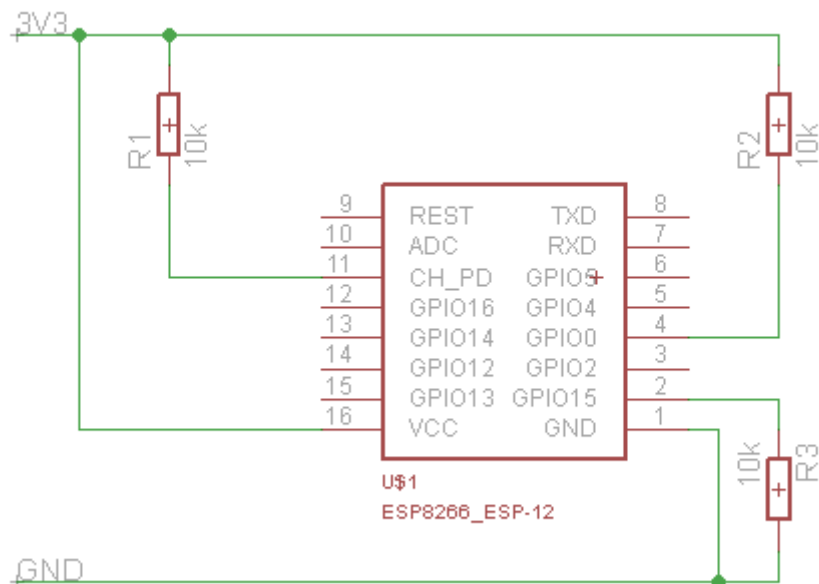 3V3
R1
10k
R2
10k
9 REST TXD 8
10 ADC RXD 7
11 CH_PD GPIO5 6
12 GPIO16 GPIO4 5
13 GPIO14 GPIO0 4
14 GPIO12 GPIO2 3
15 GPIO13 GPIO15 2
16 VCC GND 1
10k
R3
U$1
ESP8266_ESP-12
GND